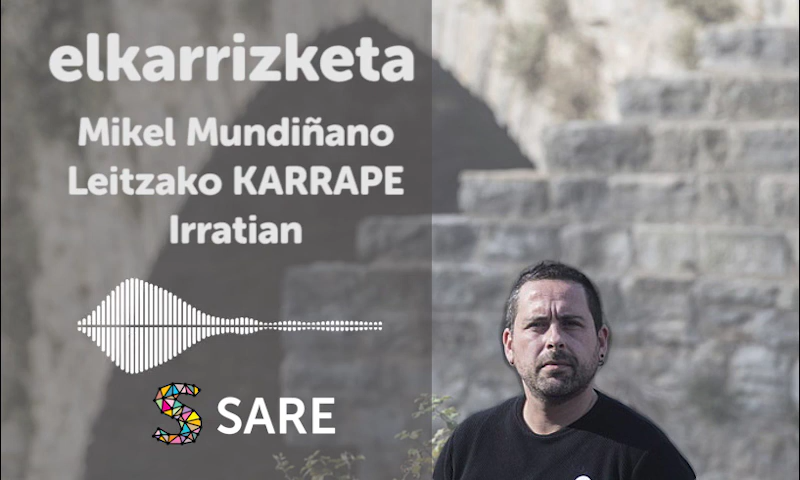 elkarrizketa
Mikel Mundiñano
Leitzako KARRAPE
Irratian
S SARE